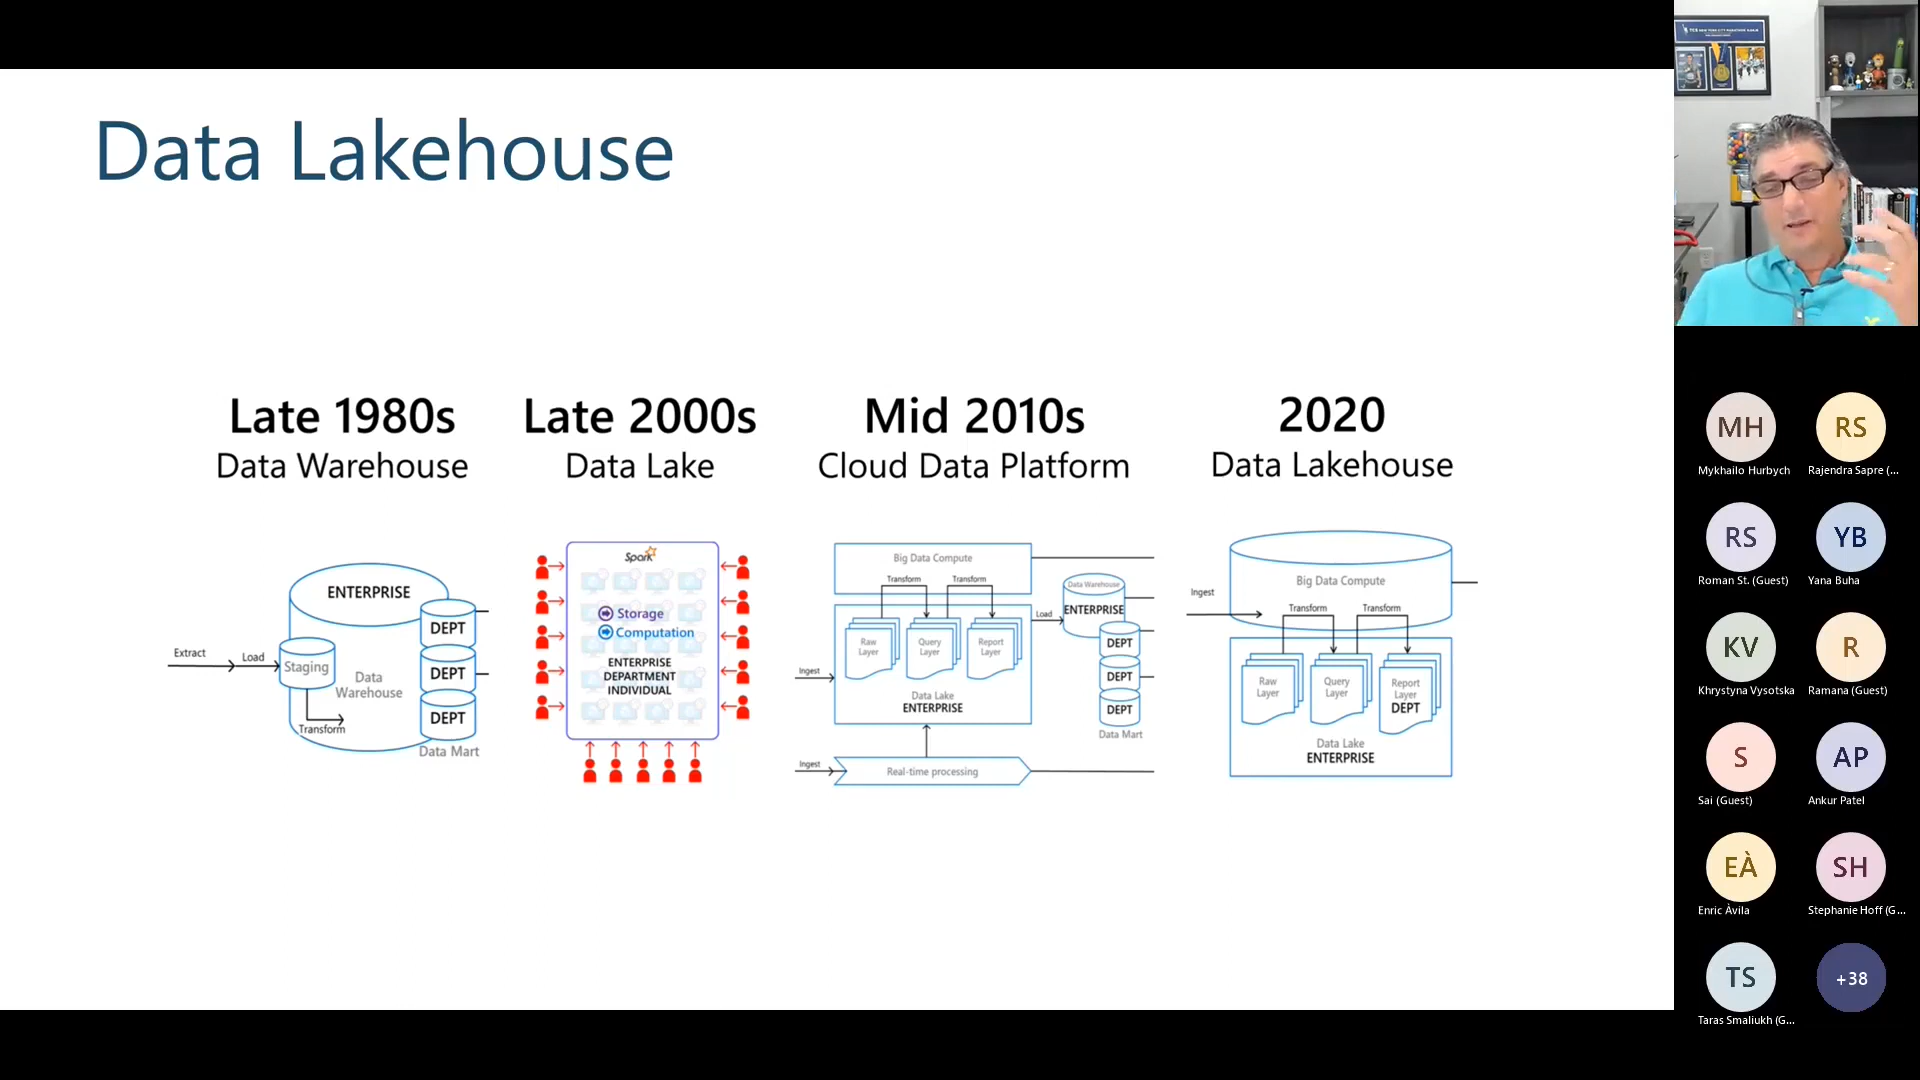 Data Lakehouse
Late 1980s
Data Warehouse
Extract
Load
Staging
Transform
ENTERPRISE
Data
Warehouse
DEPT
DEPT
DEPT
Data Mart
Late 2000s
Data Lake
Spark
Storage
Computation
ENTERPRISE
DEPARTMENT
INDIVIDUAL
Mid 2010s
Cloud Data Platform
Big Data Compute
Transform
Transform
Raw
Layer
Query
Layer
Report
Layer
Data Lake
ENTERPRISE
Ingest
Ingest
Real-time processing
Load
Data Warehouse
ENTERPRISE
DEPT
DEPT
DEPT
Data Mart
2020
Data Lakehouse
Ingest
Big Data Compute
Transform
Transform
Raw
Layer
Query
Layer
Report
Layer
DEPT
Data Lake
ENTERPRISE
MH
Mykhailo Hurbych
RS
Rajendra Sapre (...
RS
Roman St. (Guest)
YB
Yana Buha
KV
Khrystyna Vysotska
R
Ramana (Guest)
S
Sai (Guest)
AP
Ankur Patel
EÀ
Enric Àvila
SH
Stephanie Hoff (G...
TS
Taras Smaliukh (G...
+38